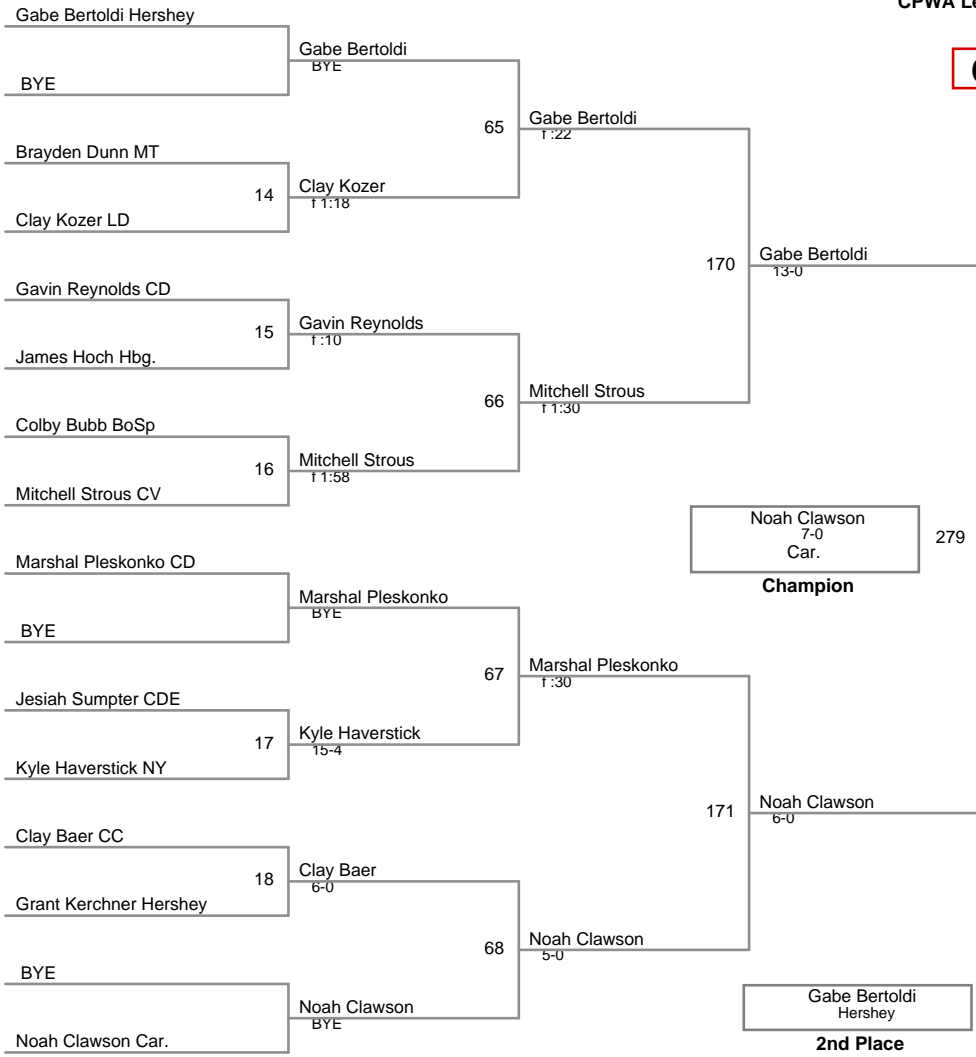 CPWA
Gabe Bertoldi Hershey
Gabe Bertoldi
BYE
BYE
65
Gabe Bertoldi
f :22
Brayden Dunn MT
14
Clay Kozer
f 1:18
Clay Kozer LD
170
Gabe Bertoldi
13-0
Gavin Reynolds CD
15
Gavin Reynolds
f :10
James Hoch Hbg.
66
Mitchell Strous
f 1:30
Colby Bubb BoSp
16
Mitchell Strous
f 1:58
Mitchell Strous CV
Noah Clawson
7-0
Car.
279
Champion
Marshal Pleskonko CD
Marshal Pleskonko
BYE
BYE
67
Marshal Pleskonko
f :30
Jesiah Sumpter CDE
17
Kyle Haverstick
15-4
Kyle Haverstick NY
171
Noah Clawson
6-0
Clay Baer CC
18
Clay Baer
6-0
Grant Kerchner Hershey
68
Noah Clawson
5-0
BYE
Noah Clawson
BYE
Noah Clawson Car.
Gabe Bertoldi
Hershey
2nd Place